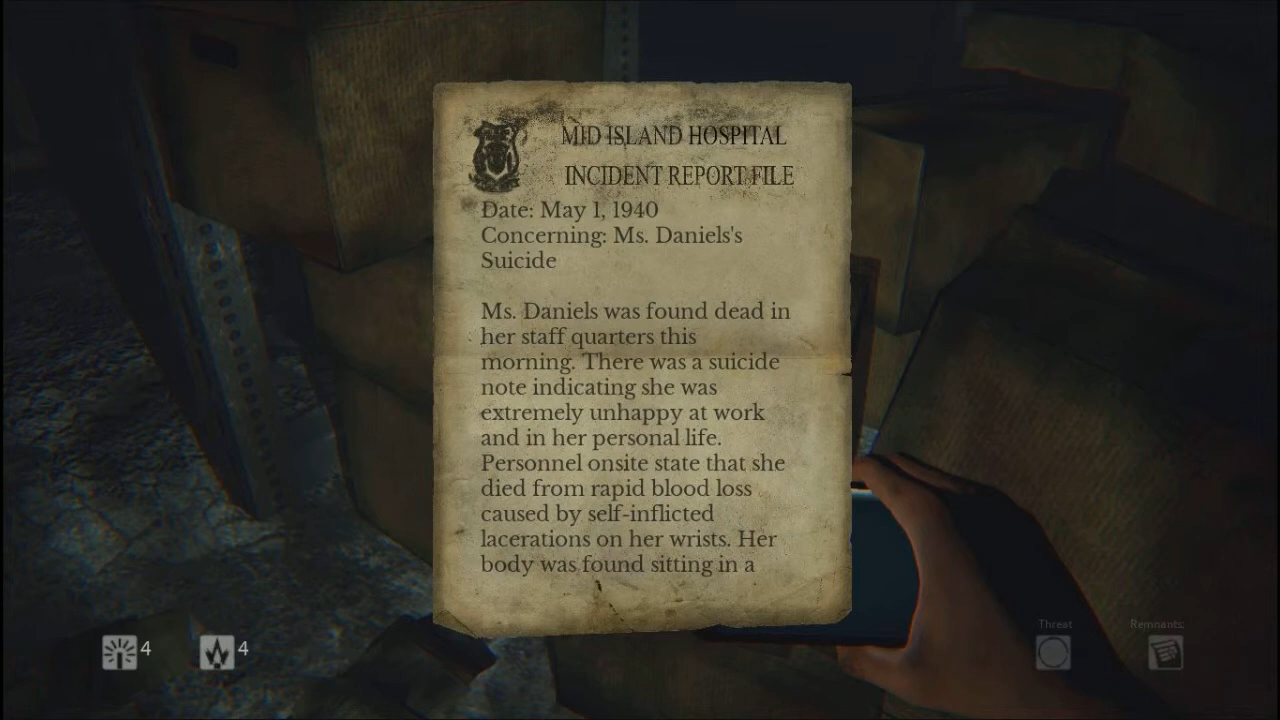 MID ISLAND HOSPITAL
INCIDENT REPORT FILE
Date: May 1, 1940
Concerning: Ms. Daniels's
Suicide
Ms. Daniels was found dead in
her staff quarters this
morning. There was a suicide
note indicating she was
extremely unhappy at work
and in her personal life.
Personnel onsite state that she
died from rapid blood loss
caused by self-inflicted
lacerations on her wrists. Her
body was found sitting in a
Threat
Remnants:
4
4